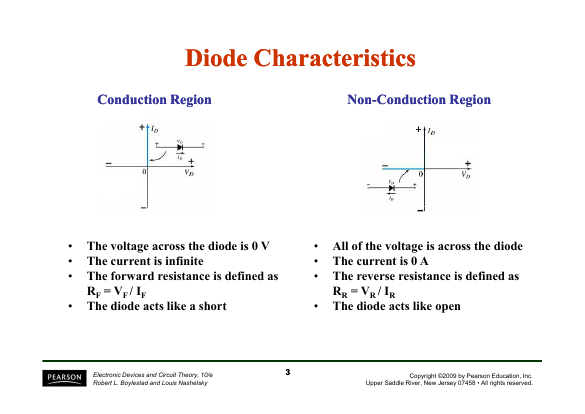 Diode Characteristics
Conduction Region
+ I_D
+ V_D −
I_D
− +
0 V_D
−
• The voltage across the diode is 0 V
• The current is infinite
• The forward resistance is defined as
R_F = V_F / I_F
• The diode acts like a short
Non-Conduction Region
+ I_D
− +
0 V_D
− V_D +
I_D
−
• All of the voltage is across the diode
• The current is 0 A
• The reverse resistance is defined as
R_R = V_R / I_R
• The diode acts like open
PEARSON
Electronic Devices and Circuit Theory, 10/e
Robert L. Boylestad and Louis Nashelsky
3
Copyright ©2009 by Pearson Education, Inc.
Upper Saddle River, New Jersey 07458 • All rights reserved.